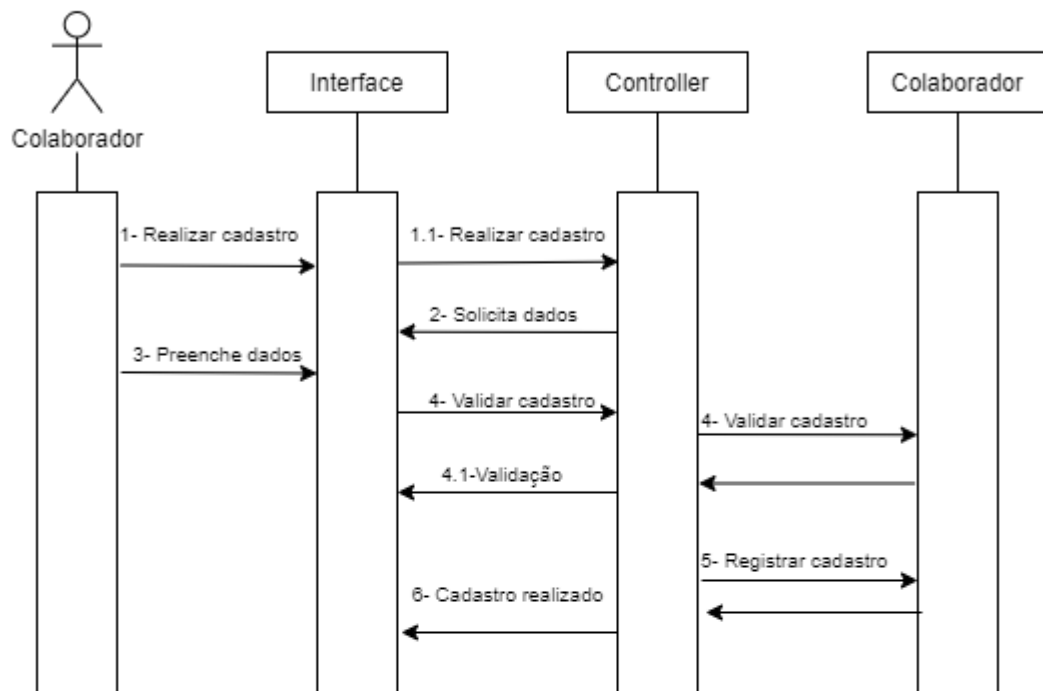 Colaborador
Interface
Controller
Colaborador
1- Realizar cadastro
1.1- Realizar cadastro
2- Solicita dados
3- Preenche dados
4- Validar cadastro
4- Validar cadastro
4.1-Validação
5- Registrar cadastro
6- Cadastro realizado